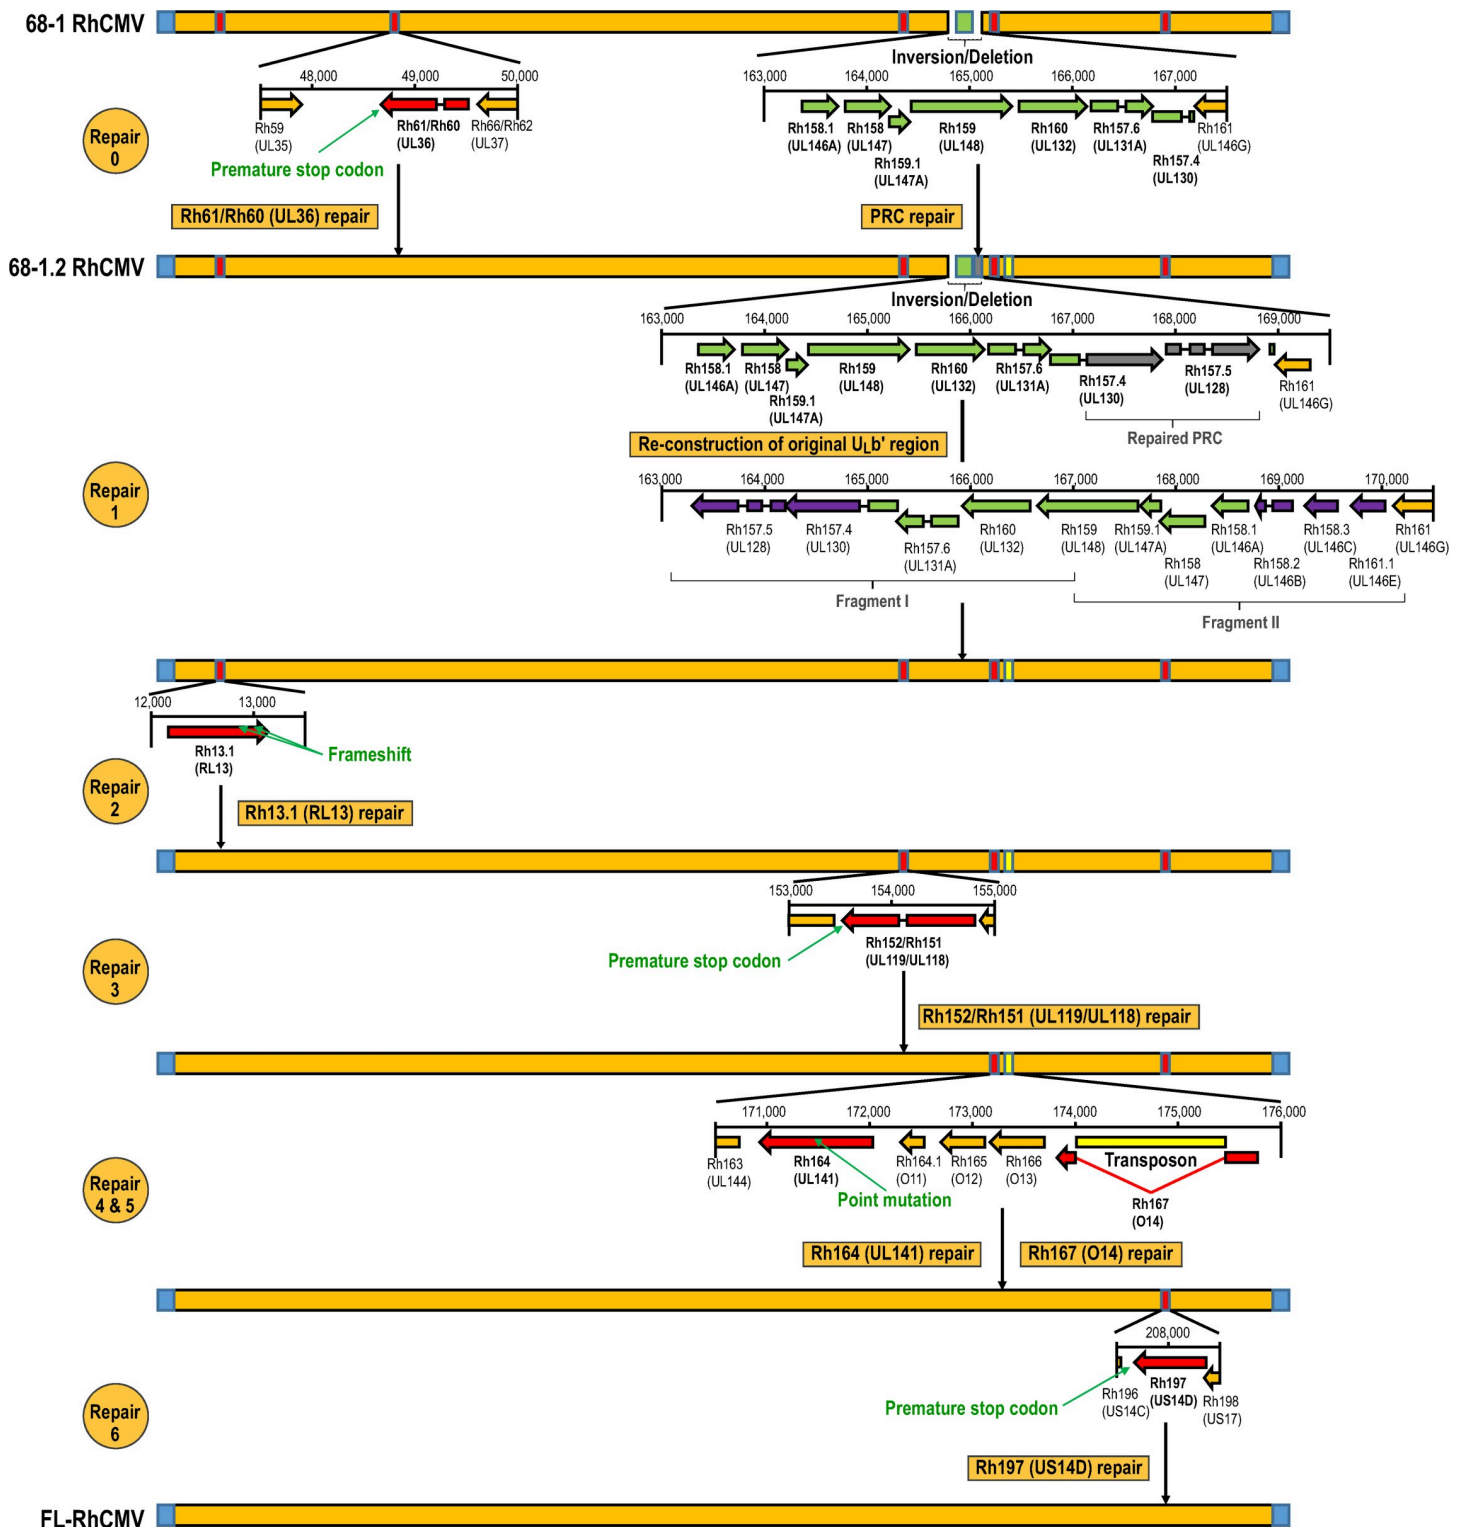 68-1 RhCMV
Inversion/Deletion
48,000 49,000 50,000
163,000 164,000 165,000 166,000 167,000
Repair
0
Rh59
(UL35)
Rh61/Rh60
(UL36)
Rh66/Rh62
(UL37)
Premature stop codon
Rh158.1
(UL146A)
Rh158
(UL147)
Rh159.1
(UL147A)
Rh159
(UL148)
Rh160
(UL132)
Rh157.6
(UL131A)
Rh157.4
(UL130)
Rh161
(UL146G)
Rh61/Rh60 (UL36) repair
PRC repair
68-1.2 RhCMV
Inversion/Deletion
163,000 164,000 165,000 166,000 167,000 168,000 169,000
Rh158.1
(UL146A)
Rh158
(UL147)
Rh159.1
(UL147A)
Rh159
(UL148)
Rh160
(UL132)
Rh157.6
(UL131A)
Rh157.4
(UL130)
Rh157.5
(UL128)
Rh161
(UL146G)
Repaired PRC
Re-construction of original ULb' region
Repair
1
163,000 164,000 165,000 166,000 167,000 168,000 169,000 170,000
Rh157.5
(UL128)
Rh157.4
(UL130)
Rh157.6
(UL131A)
Rh160
(UL132)
Rh159
(UL148)
Rh159.1
(UL147A)
Rh158
(UL147)
Rh158.1
(UL146A)
Rh158.2
(UL146B)
Rh158.3
(UL146C)
Rh161.1
(UL146E)
Rh161
(UL146G)
Fragment I
Fragment II
12,000 13,000
Rh13.1
(RL13)
Frameshift
Repair
2
Rh13.1 (RL13) repair
153,000 154,000 155,000
Rh152/Rh151
(UL119/UL118)
Premature stop codon
Repair
3
Rh152/Rh151 (UL119/UL118) repair
171,000 172,000 173,000 174,000 175,000 176,000
Rh163
(UL144)
Rh164
(UL141)
Rh164.1
(O11)
Rh165
(O12)
Rh166
(O13)
Transposon
Rh167
(O14)
Point mutation
Repair
4 & 5
Rh164 (UL141) repair
Rh167 (O14) repair
208,000
Rh196
(US14C)
Rh197
(US14D)
Rh198
(US17)
Premature stop codon
Repair
6
Rh197 (US14D) repair
FL-RhCMV